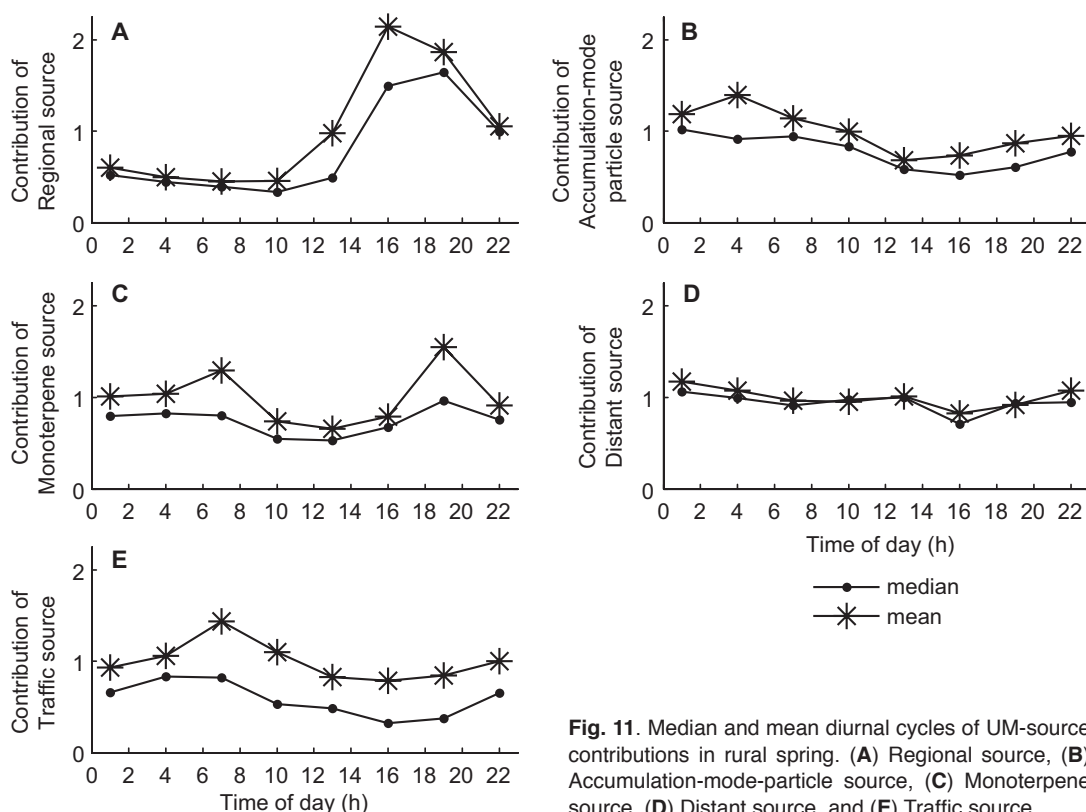 A
Contribution of
Regional source
2
1
0
0 2 4 6 8 10 12 14 16 18 20 22
B
Contribution of
Accumulation-mode
particle source
2
1
0
0 2 4 6 8 10 12 14 16 18 20 22
C
Contribution of
Monoterpene source
2
1
0
0 2 4 6 8 10 12 14 16 18 20 22
D
Contribution of
Distant source
2
1
0
0 2 4 6 8 10 12 14 16 18 20 22
Time of day (h)
median
mean
E
Contribution of
Traffic source
2
1
0
0 2 4 6 8 10 12 14 16 18 20 22
Time of day (h)
Fig. 11. Median and mean diurnal cycles of UM-source
contributions in rural spring. (A) Regional source, (B)
Accumulation-mode-particle source, (C) Monoterpene
source, (D) Distant source, and (E) Traffic source.